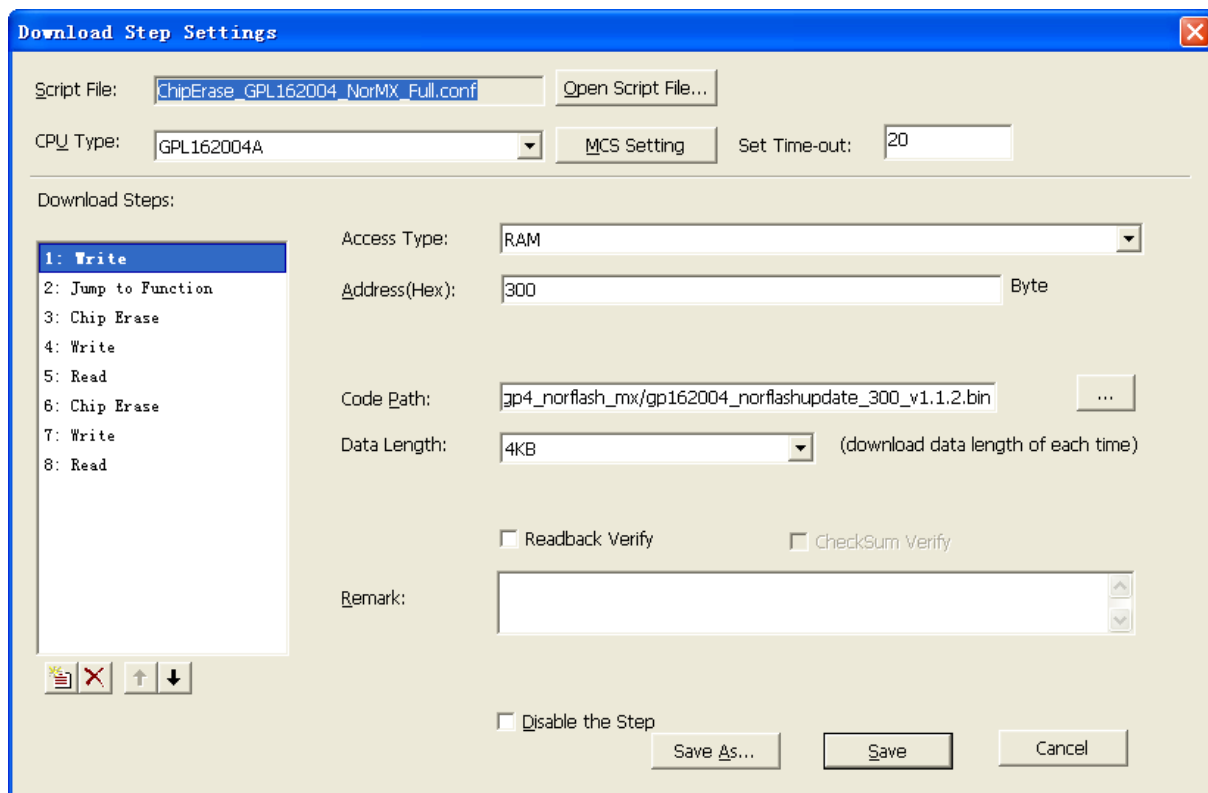 Download Step Settings
Script File: ChipErase_GPL162004_NorMX_Full.conf Open Script File...
CPU Type: GPL162004A MCS Setting Set Time-out: 20
Download Steps:
1: Write
2: Jump to Function
3: Chip Erase
4: Write
5: Read
6: Chip Erase
7: Write
8: Read
Access Type: RAM
Address(Hex): 300 Byte
Code Path: gp4_norflash_mx/gp162004_norflashupdate_300_v1.1.2.bin ...
Data Length: 4KB (download data length of each time)
Readback Verify CheckSum Verify
Remark:
Disable the Step
Save As... Save Cancel